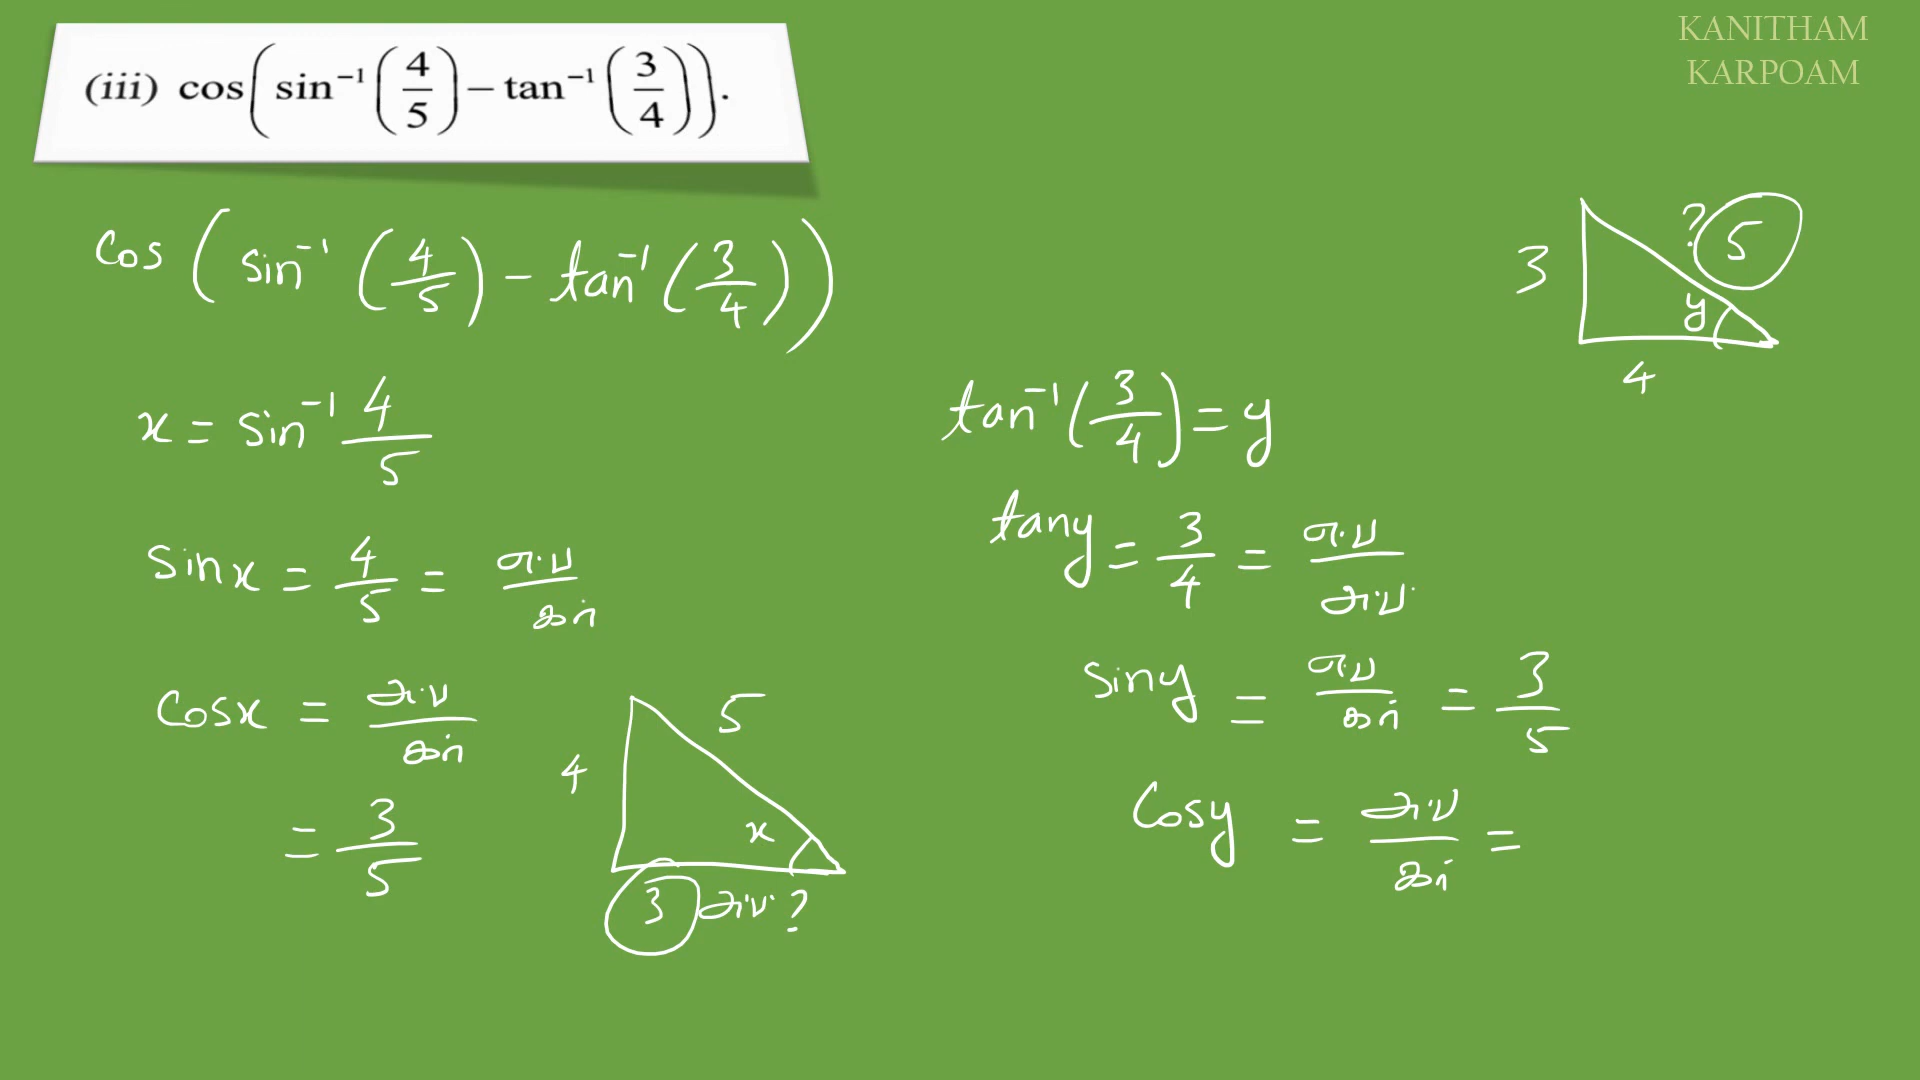 KANITHAM
KARPOAM
(iii) cos(sin⁻¹(4/5) − tan⁻¹(3/4)).
cos (sin⁻¹ (4/5) − tan⁻¹ (3/4))
x = sin⁻¹ 4/5
sin x = 4/5 = எ.ப/கர்
cos x = அ.ப/கர்
= 3/5
4
5
x
3 அ.ப ?
3
? 5
y
4
tan⁻¹ (3/4) = y
tan y = 3/4 = எ.ப/அ.ப
sin y = எ.ப/கர் = 3/5
cos y = அ.ப/கர் =